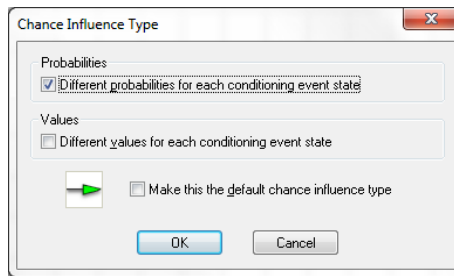 Chance Influence Type
Probabilities
Different probabilities for each conditioning event state
Values
Different values for each conditioning event state
Make this the default chance influence type
OK
Cancel